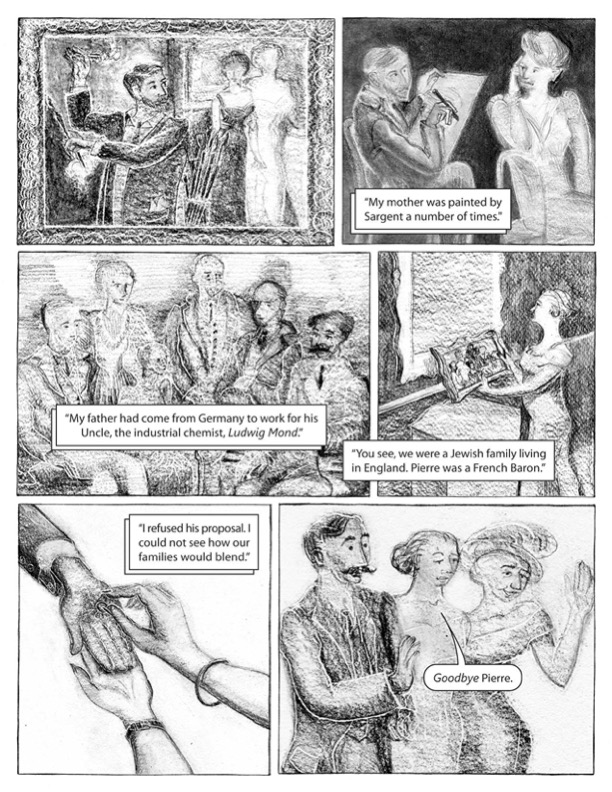 “My mother was painted by
Sargent a number of times.”
“My father had come from Germany to work for his
Uncle, the industrial chemist, Ludwig Mond.”
“You see, we were a Jewish family living
in England. Pierre was a French Baron.”
“I refused his proposal. I
could not see how our
families would blend.”
Goodbye Pierre.